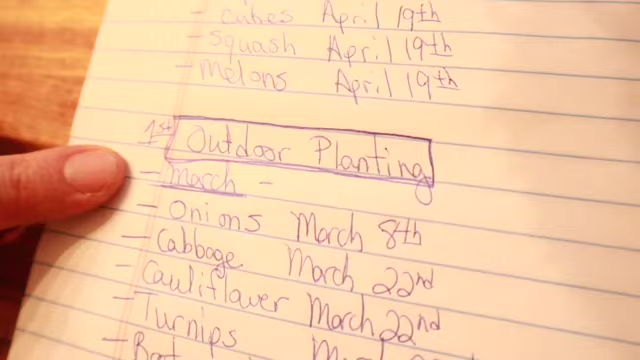 - cubes April 19th
- squash April 19th
- melons April 19th
1st Outdoor Planting
- March -
- Onions March 8th
- Cabbage March 22nd
- Cauliflower March 22nd
- Turnips